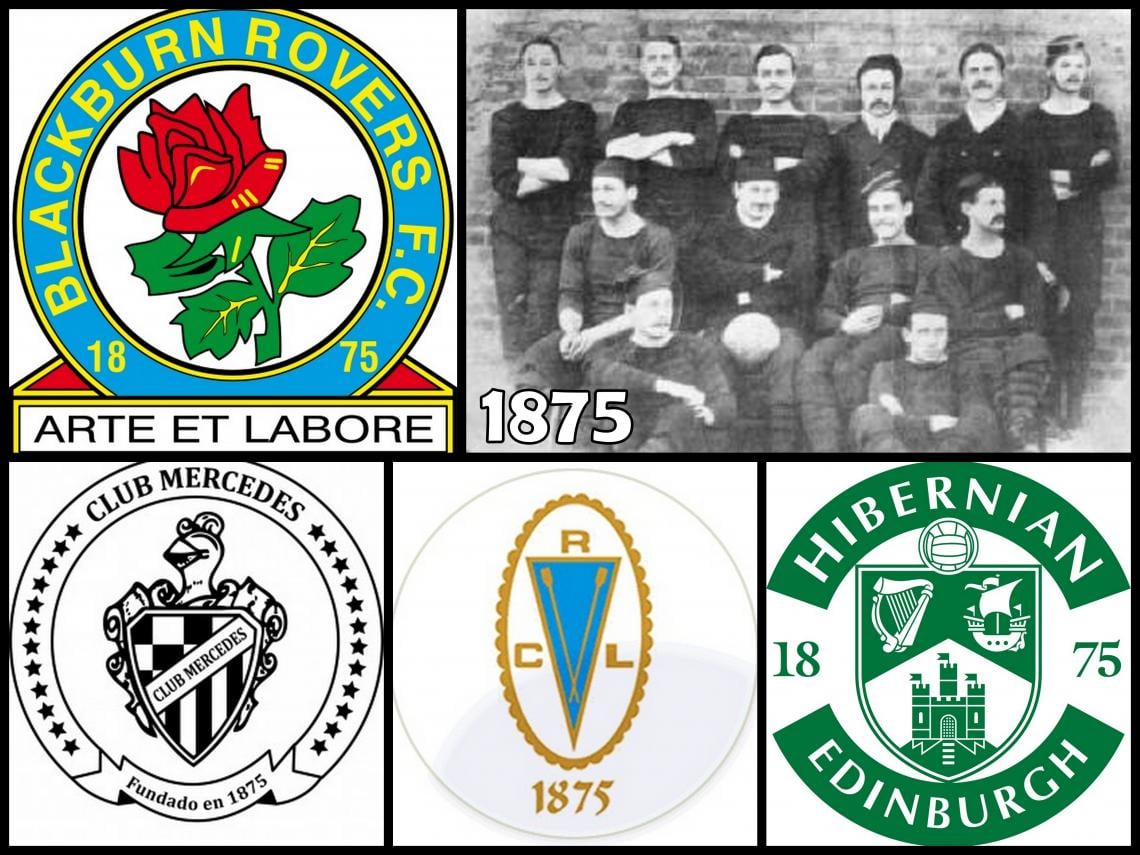 BLACKBURN ROVERS F.C.
18 75
ARTE ET LABORE
1875
CLUB MERCEDES
CLUB MERCEDES
Fundado en 1875
R
C L
1875
HIBERNIAN
18 75
EDINBURGH